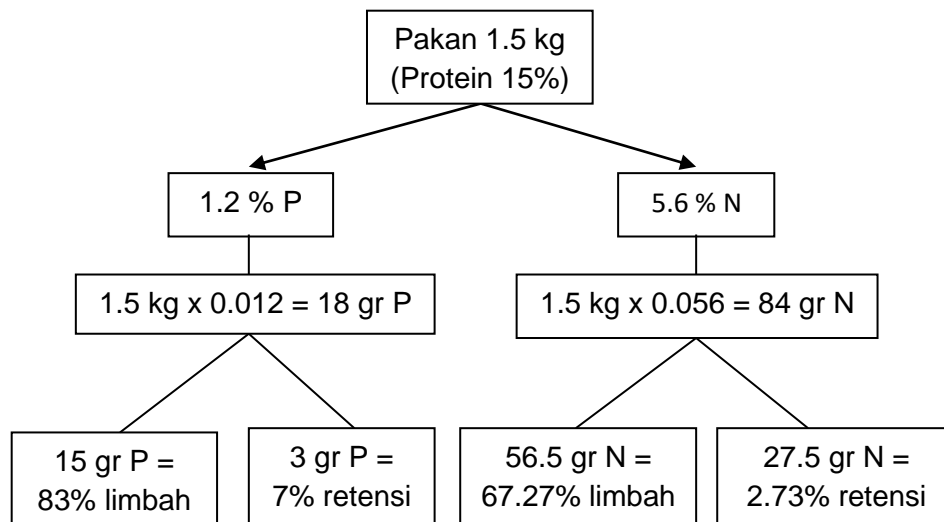 Pakan 1.5 kg
(Protein 15%)
1.2 % P
5.6 % N
1.5 kg x 0.012 = 18 gr P
1.5 kg x 0.056 = 84 gr N
15 gr P =
83% limbah
3 gr P =
7% retensi
56.5 gr N =
67.27% limbah
27.5 gr N =
2.73% retensi